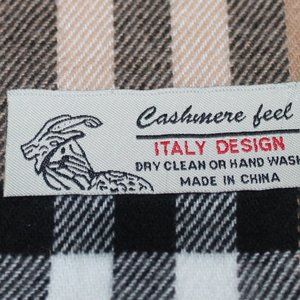 Cashmere feel
ITALY DESIGN
DRY CLEAN OR HAND WASH
MADE IN CHINA